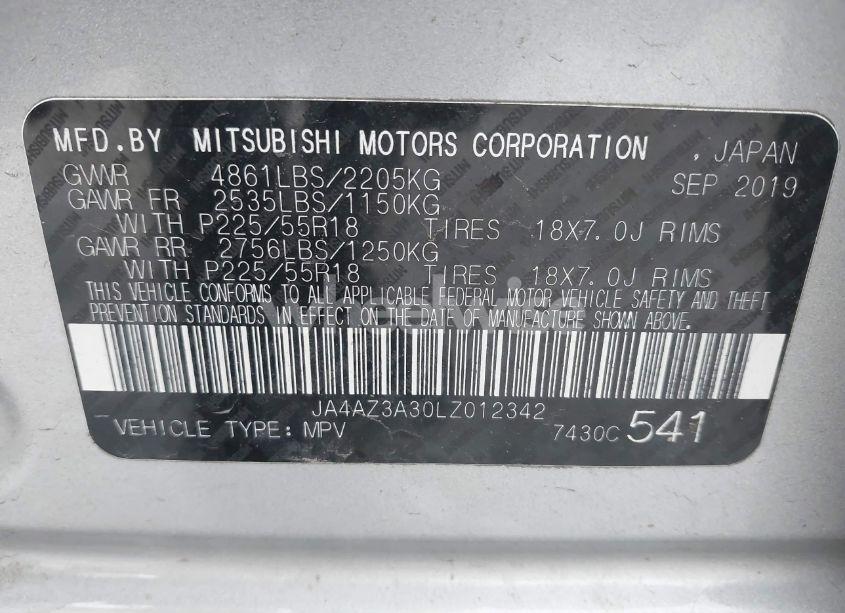 MFD.BY MITSUBISHI MOTORS CORPORATION , JAPAN
GVWR 4861LBS/2205KG SEP 2019
GAWR FR 2535LBS/1150KG
WITH P225/55R18 TIRES 18X7.0J RIMS
GAWR RR 2756LBS/1250KG
WITH P225/55R18 TIRES 18X7.0J RIMS
THIS VEHICLE CONFORMS TO ALL APPLICABLE FEDERAL MOTOR VEHICLE SAFETY AND THEFT
PREVENTION STANDARDS IN EFFECT ON THE DATE OF MANUFACTURE SHOWN ABOVE.
JA4AZ3A30LZ012342
VEHICLE TYPE: MPV 7430C 541